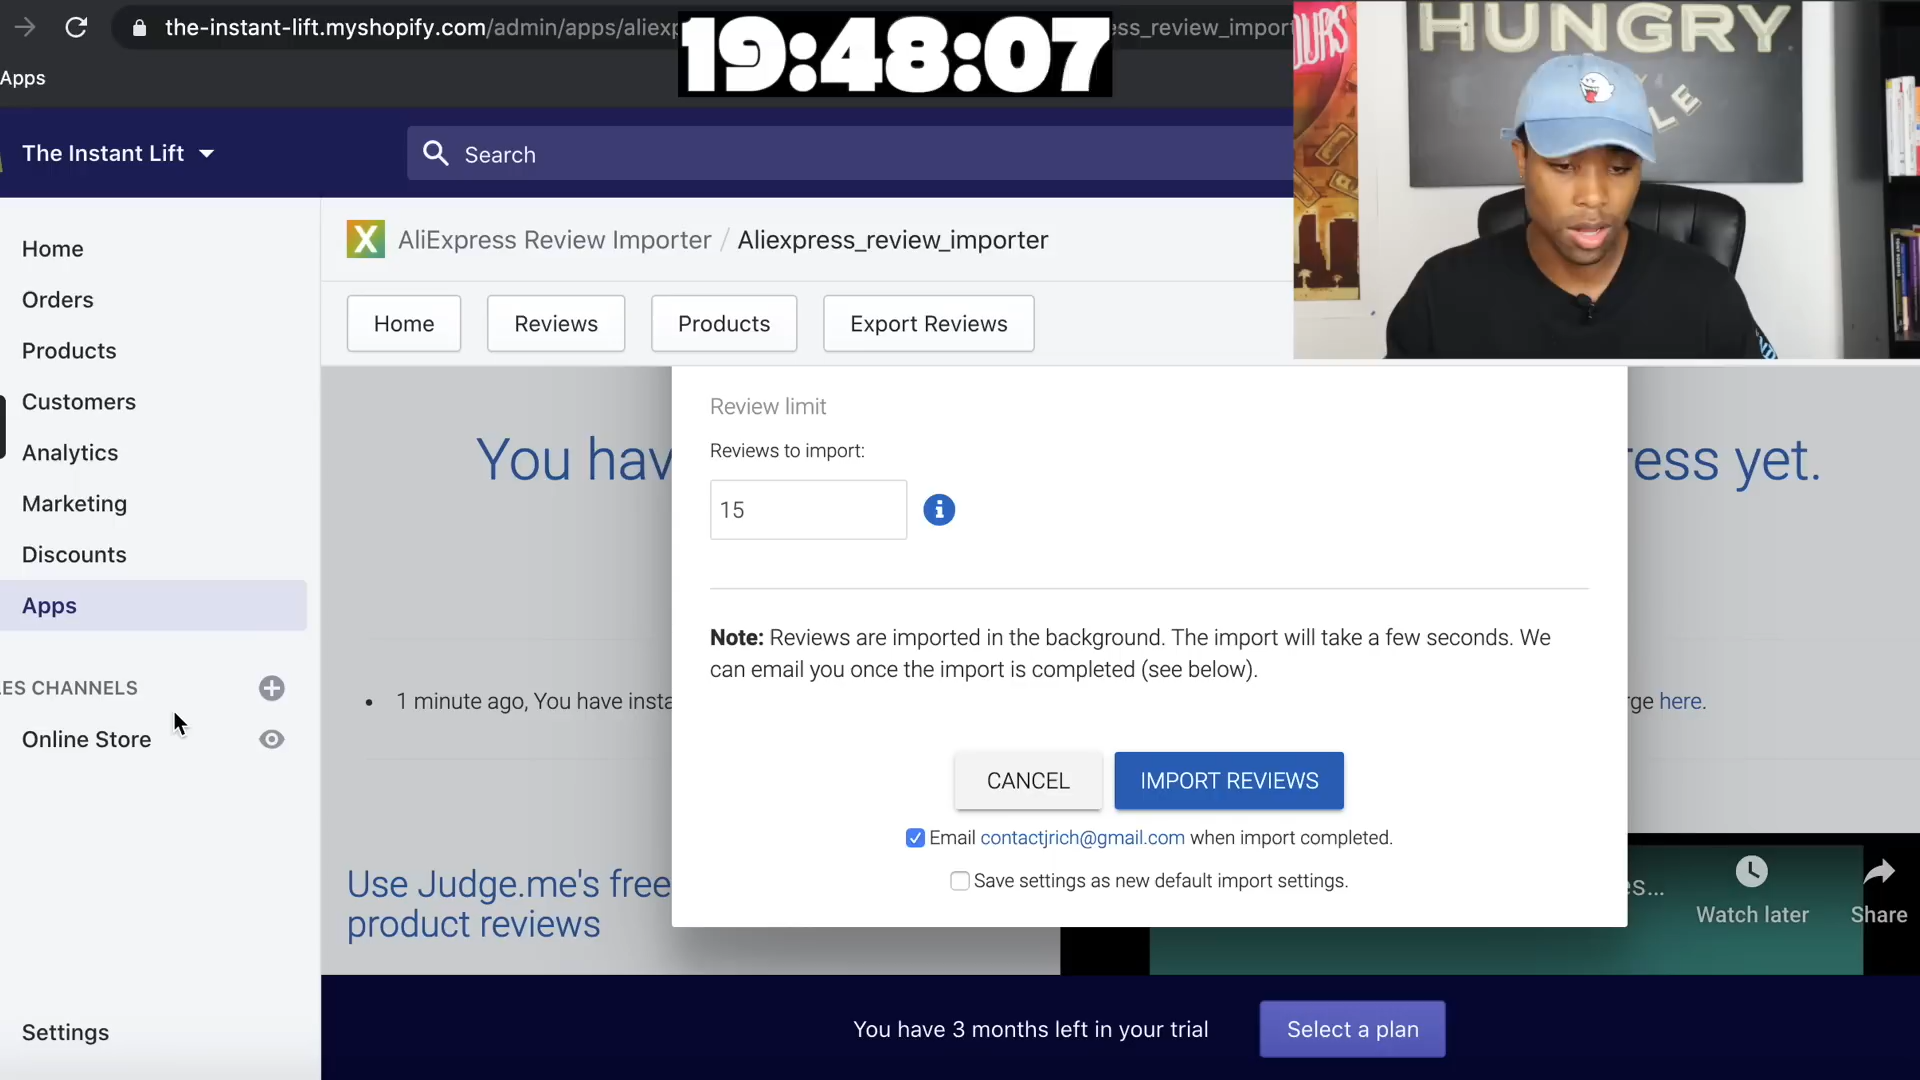 the-instant-lift.myshopify.com/admin/apps/aliexp
ess_review_import
19:48:07
Apps
HUNGRY
The Instant Lift
Search
Home
Orders
Products
Customers
Analytics
Marketing
Discounts
Apps
ES CHANNELS
Online Store
Settings
AliExpress Review Importer / Aliexpress_review_importer
Home
Reviews
Products
Export Reviews
You hav
ress yet.
Review limit
Reviews to import:
15
Note: Reviews are imported in the background. The import will take a few seconds. We
can email you once the import is completed (see below).
• 1 minute ago, You have insta
rge here.
CANCEL
IMPORT REVIEWS
Email contactjrich@gmail.com when import completed.
Save settings as new default import settings.
Use Judge.me's free
product reviews
es...
Watch later
Share
You have 3 months left in your trial
Select a plan